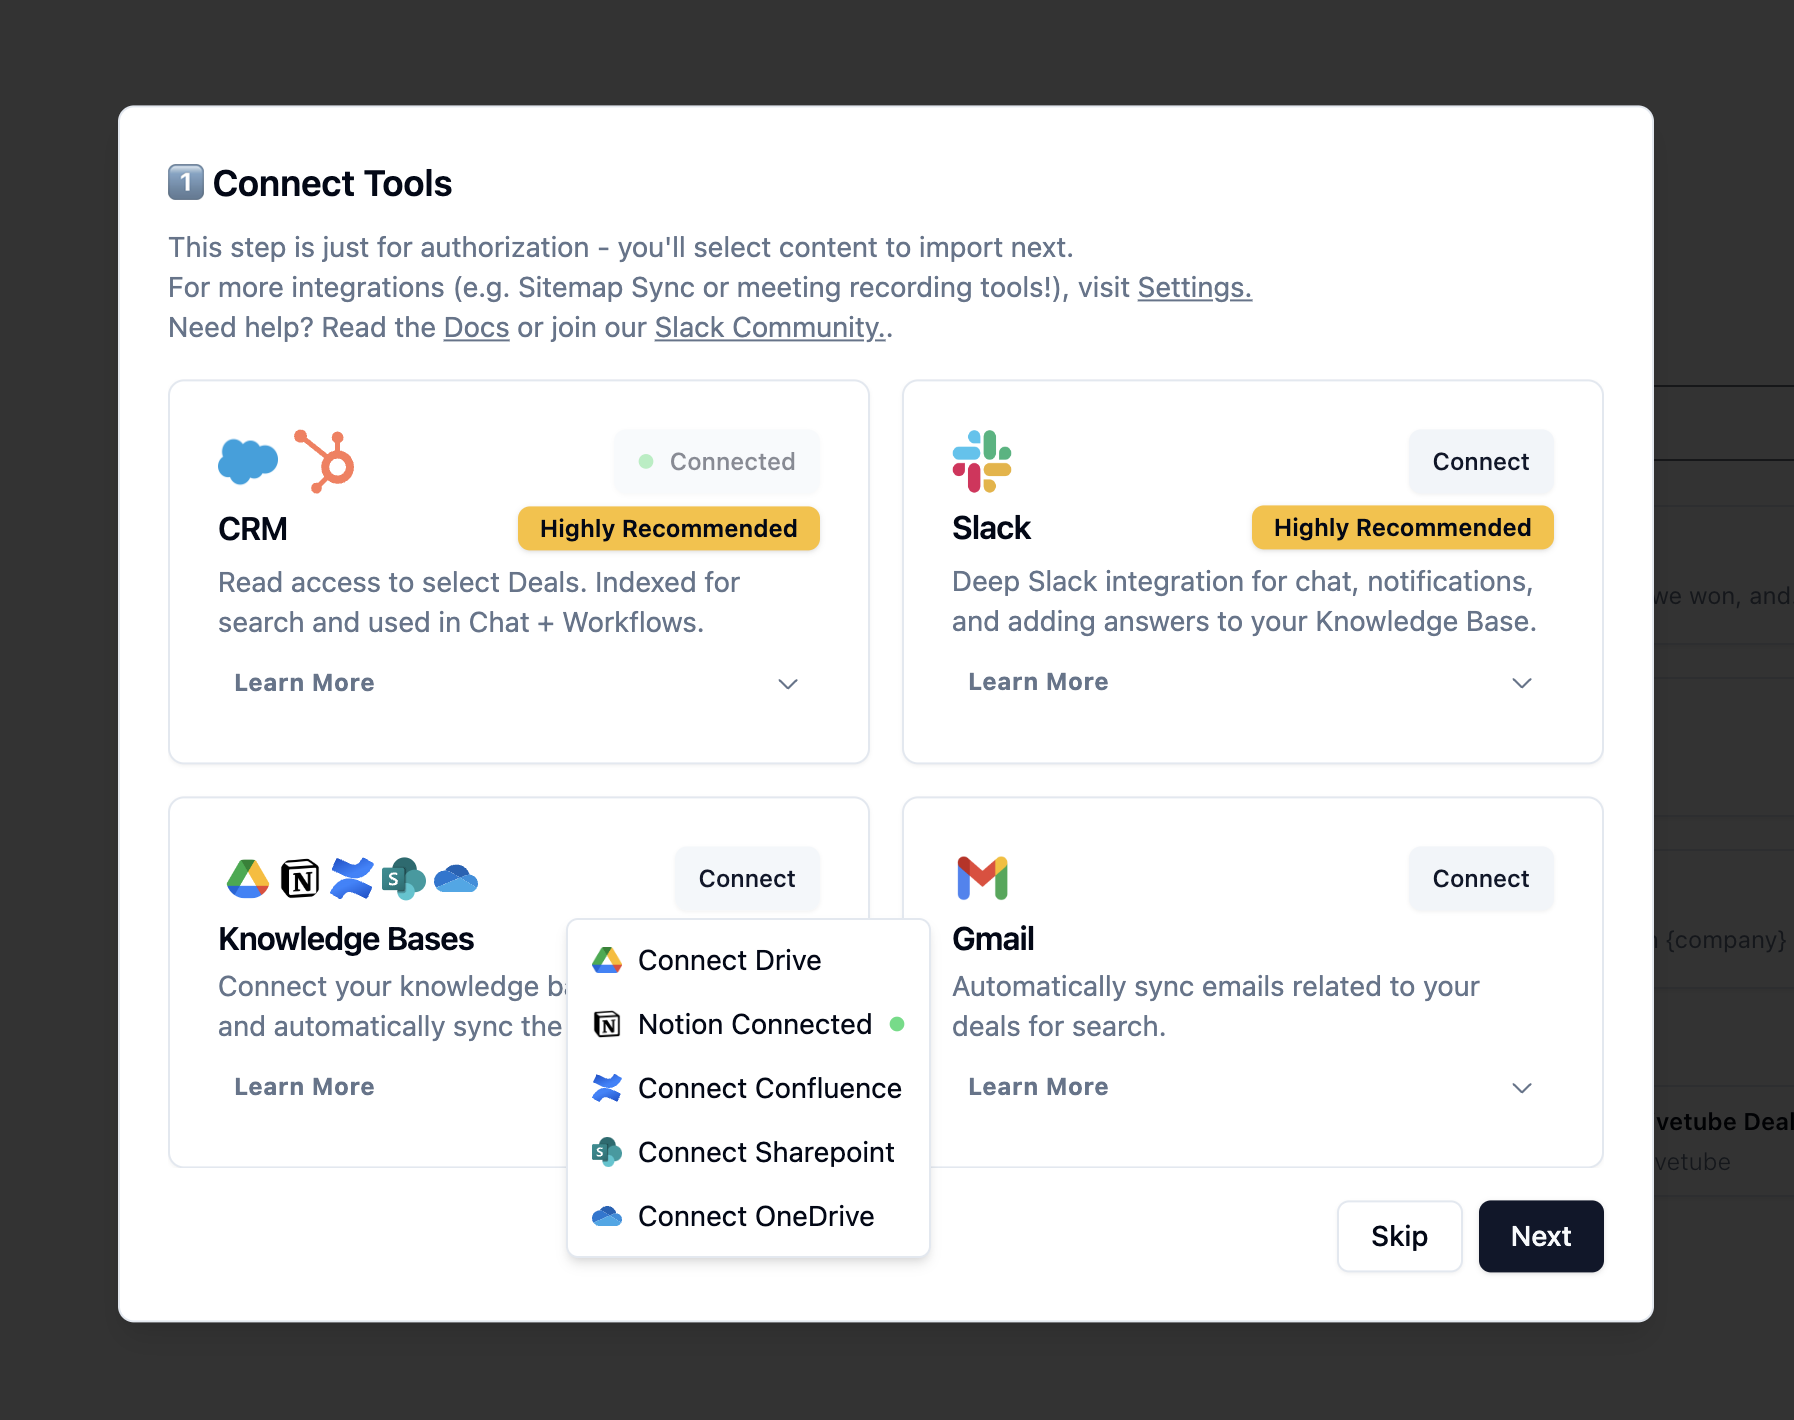 1 Connect Tools
This step is just for authorization - you'll select content to import next.
For more integrations (e.g. Sitemap Sync or meeting recording tools!), visit Settings.
Need help? Read the Docs or join our Slack Community..
Connected
CRM
Highly Recommended
Read access to select Deals. Indexed for
search and used in Chat + Workflows.
Learn More
Connect
Slack
Highly Recommended
Deep Slack integration for chat, notifications,
and adding answers to your Knowledge Base.
Learn More
Connect
Knowledge Bases
Connect your knowledge
and automatically sync the
Learn More
Connect Drive
Notion Connected
Connect Confluence
Connect Sharepoint
Connect OneDrive
Connect
Gmail
Automatically sync emails related to your
deals for search.
Learn More
Skip
Next
we won, and
{company}
vetube Deal
vetube